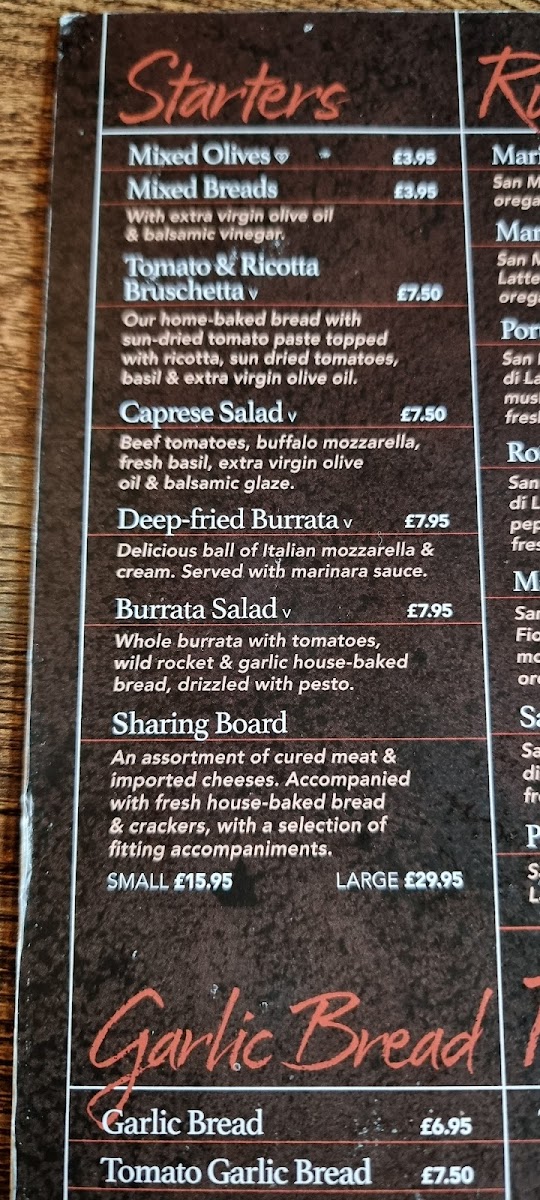 Starters
Mixed Olives £3.95
Mixed Breads £3.95
With extra virgin olive oil
& balsamic vinegar.
Tomato & Ricotta
Bruschetta v £7.50
Our home-baked bread with
sun-dried tomato paste topped
with ricotta, sun dried tomatoes,
basil & extra virgin olive oil.
Caprese Salad v £7.50
Beef tomatoes, buffalo mozzarella,
fresh basil, extra virgin olive
oil & balsamic glaze.
Deep-fried Burrata v £7.95
Delicious ball of Italian mozzarella &
cream. Served with marinara sauce.
Burrata Salad v £7.95
Whole burrata with tomatoes,
wild rocket & garlic house-baked
bread, drizzled with pesto.
Sharing Board
An assortment of cured meat &
imported cheeses. Accompanied
with fresh house-baked bread
& crackers, with a selection of
fitting accompaniments.
SMALL £15.95 LARGE £29.95
Garlic Bread
Garlic Bread £6.95
Tomato Garlic Bread £7.50